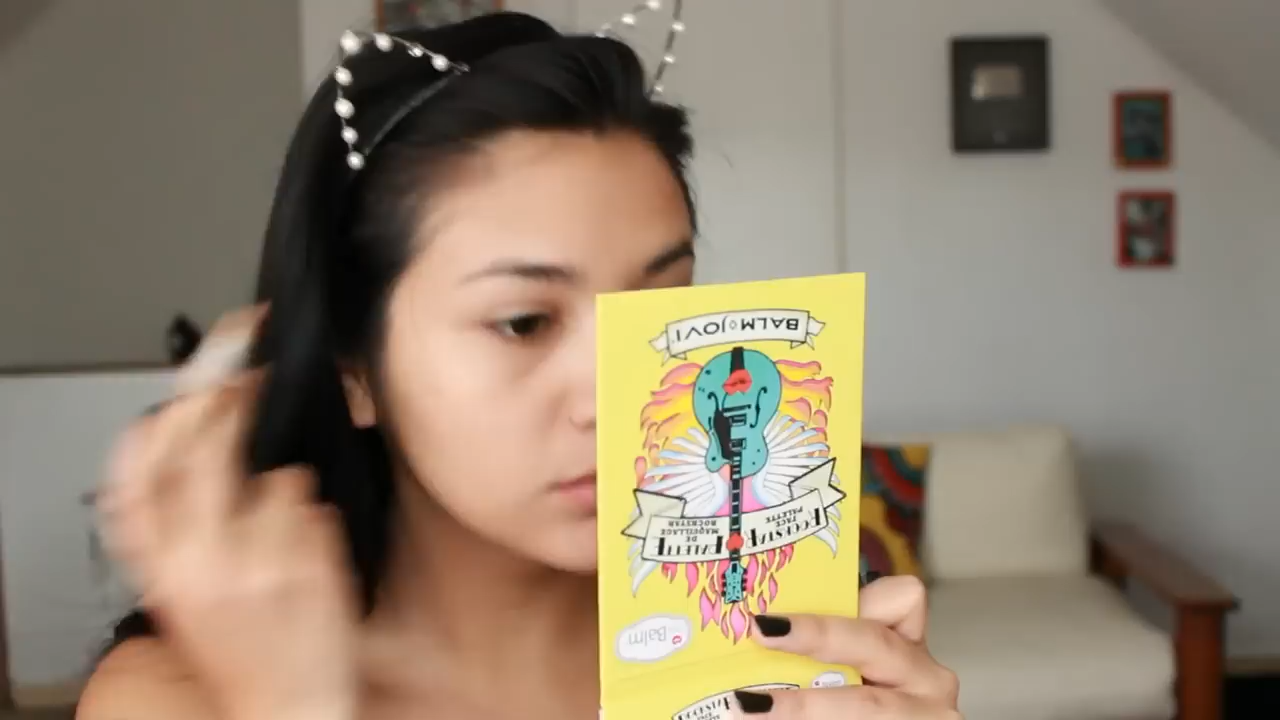 BALM JOVI
ROCKSTAR
FACE
PALETTE
PALETTE
DE
MAQUILLAGE
ROCKSTAR
Balm